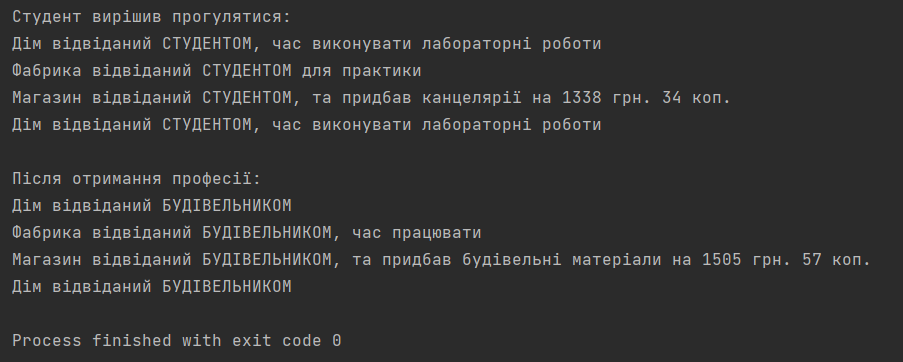 Студент вирішив прогулятися:
Дім відвіданий СТУДЕНТОМ, час виконувати лабораторні роботи
Фабрика відвіданий СТУДЕНТОМ для практики
Магазин відвіданий СТУДЕНТОМ, та придбав канцелярії на 1338 грн. 34 коп.
Дім відвіданий СТУДЕНТОМ, час виконувати лабораторні роботи
Після отримання професії:
Дім відвіданий БУДІВЕЛЬНИКОМ
Фабрика відвіданий БУДІВЕЛЬНИКОМ, час працювати
Магазин відвіданий БУДІВЕЛЬНИКОМ, та придбав будівельні матеріали на 1505 грн. 57 коп.
Дім відвіданий БУДІВЕЛЬНИКОМ
Process finished with exit code 0